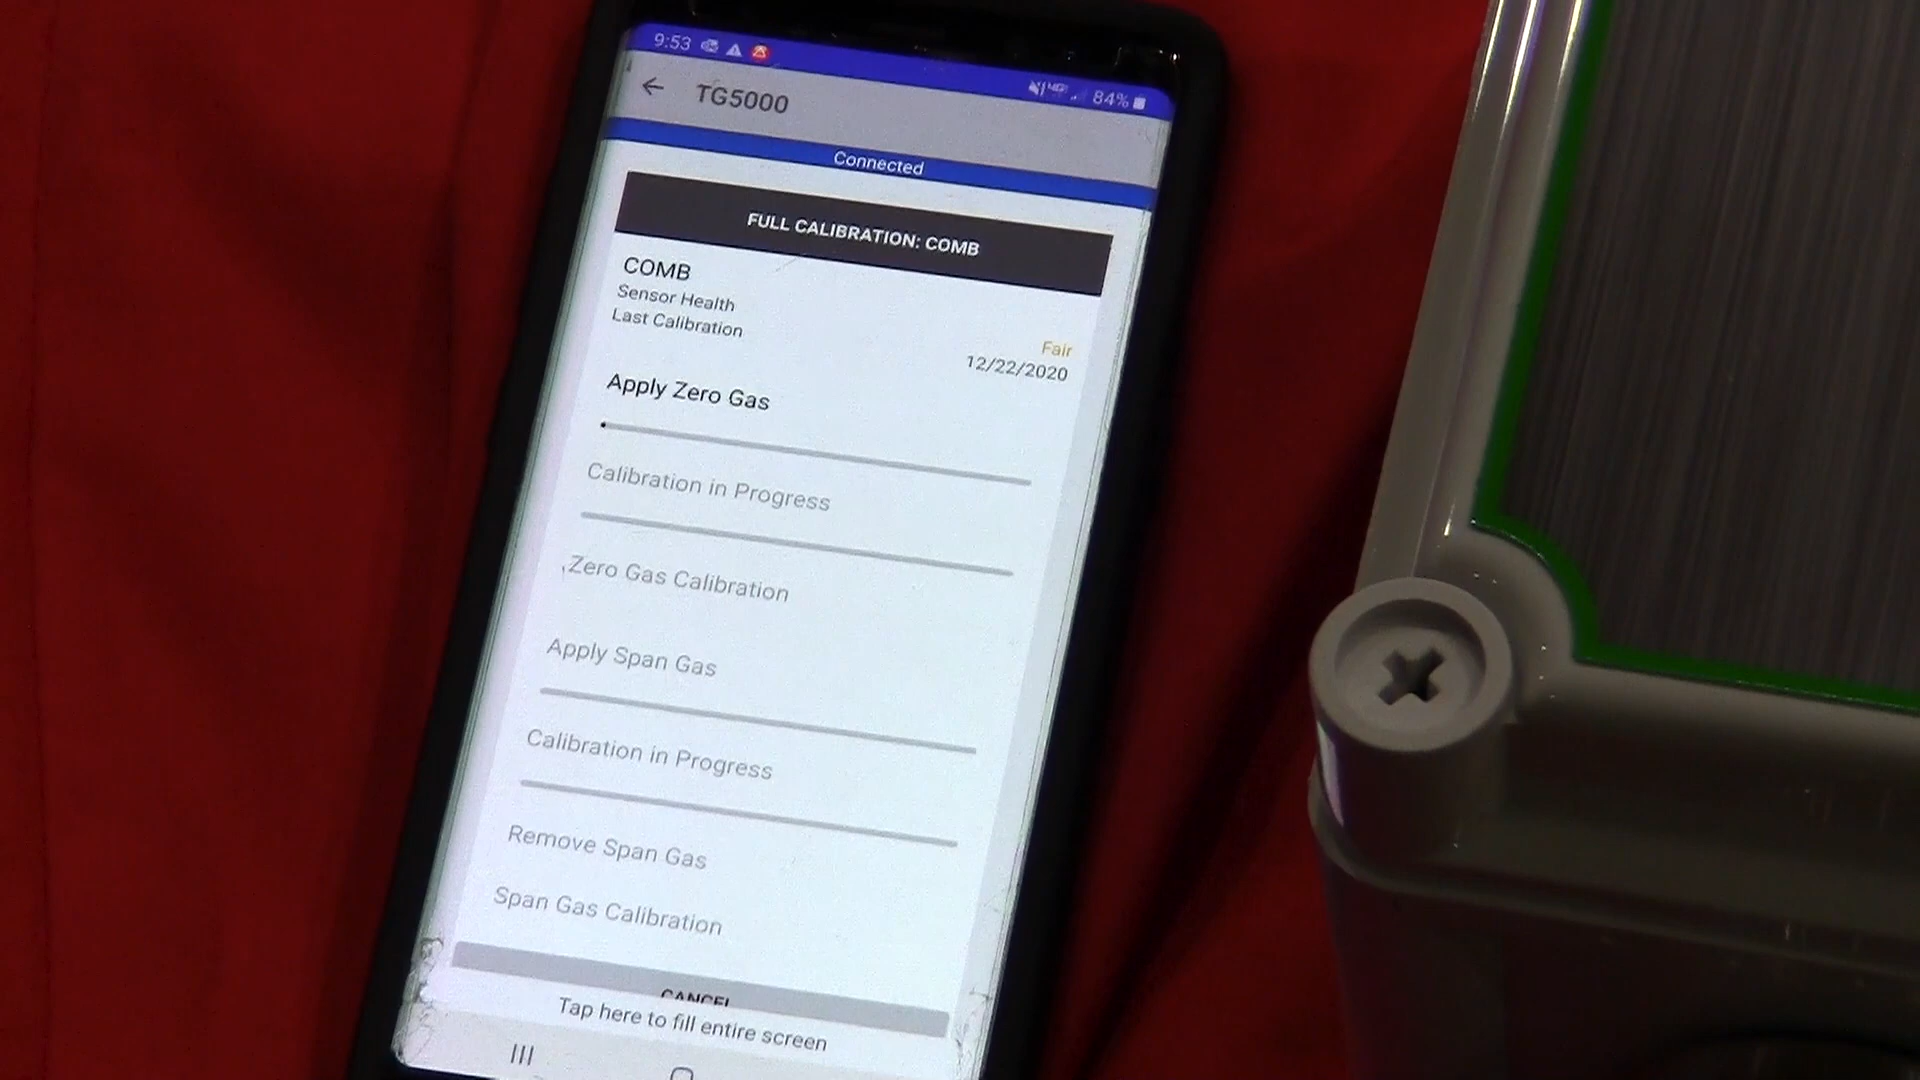 9:53 84%
TG5000
Connected
FULL CALIBRATION: COMB
COMB
Sensor Health Fair
Last Calibration 12/22/2020
Apply Zero Gas
Calibration in Progress
Zero Gas Calibration
Apply Span Gas
Calibration in Progress
Remove Span Gas
Span Gas Calibration
CANCEL
Tap here to fill entire screen